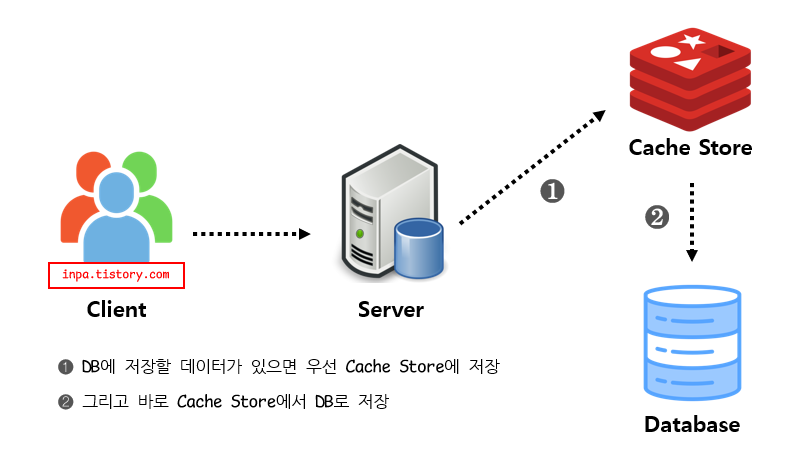 Cache Store
❶
❷
inpa.tistory.com
Client
Server
❶ DB에 저장할 데이터가 있으면 우선 Cache Store에 저장
❷ 그리고 바로 Cache Store에서 DB로 저장
Database